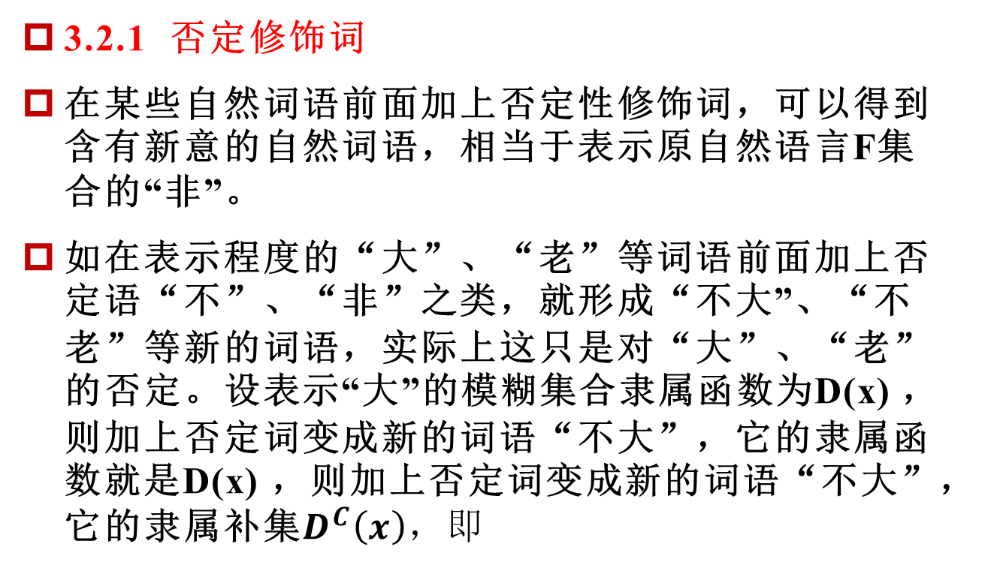 3.2.1 否定修饰词
在某些自然词语前面加上否定性修饰词，可以得到
含有新意的自然词语，相当于表示原自然语言F集
合的“非”。
如在表示程度的“大”、“老”等词语前面加上否
定语“不”、“非”之类，就形成“不大”、“不
老”等新的词语，实际上这只是对“大”、“老”
的否定。设表示“大”的模糊集合隶属函数为D(x)，
则加上否定词变成新的词语“不大”，它的隶属函
数就是D(x)，则加上否定词变成新的词语“不大”，
它的隶属补集𝑫ᶜ(𝒙)，即